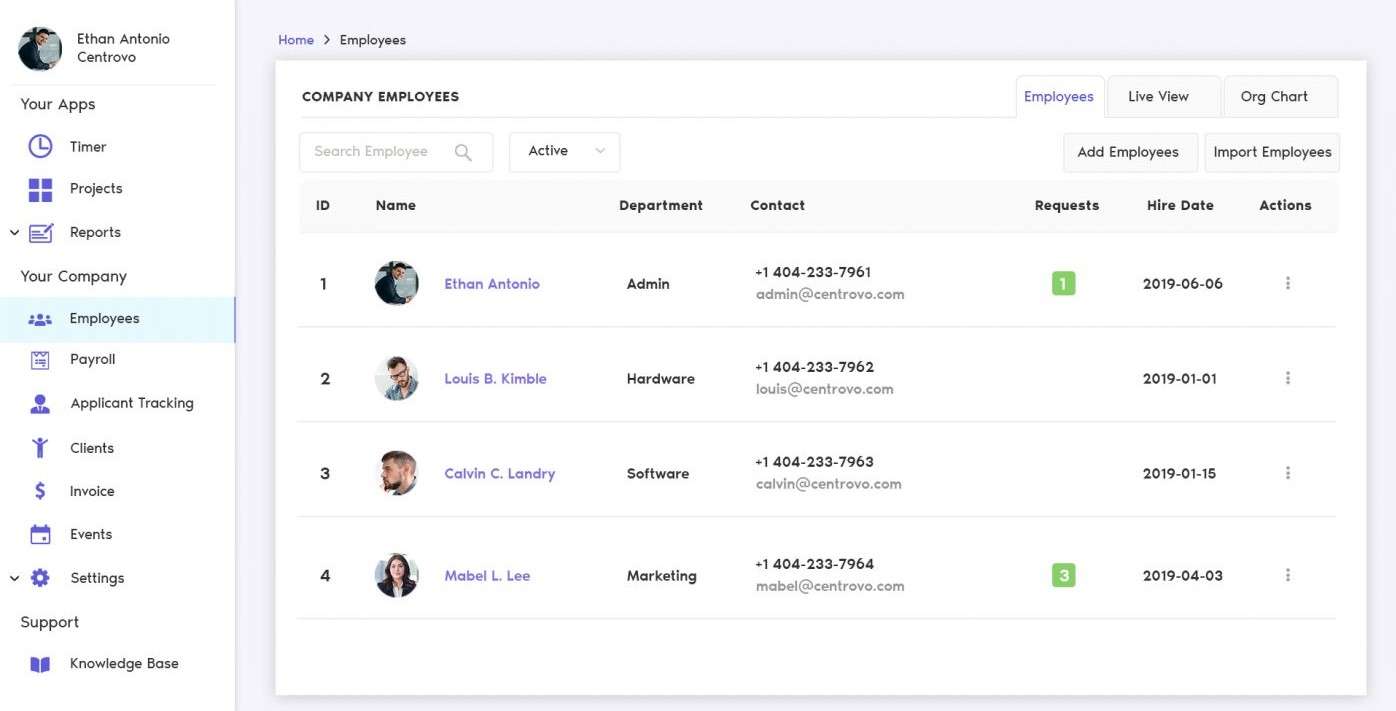 Ethan Antonio
Centrovo
Your Apps
Timer
Projects
Reports
Your Company
Employees
Payroll
Applicant Tracking
Clients
Invoice
Events
Settings
Support
Knowledge Base
Home > Employees
COMPANY EMPLOYEES
Employees Live View Org Chart
Search Employee Active Add Employees Import Employees
ID Name Department Contact Requests Hire Date Actions
1 Ethan Antonio Admin +1 404-233-7961 1 2019-06-06
admin@centrovo.com
2 Louis B. Kimble Hardware +1 404-233-7962 2019-01-01
louis@centrovo.com
3 Calvin C. Landry Software +1 404-233-7963 2019-01-15
calvin@centrovo.com
4 Mabel L. Lee Marketing +1 404-233-7964 3 2019-04-03
mabel@centrovo.com